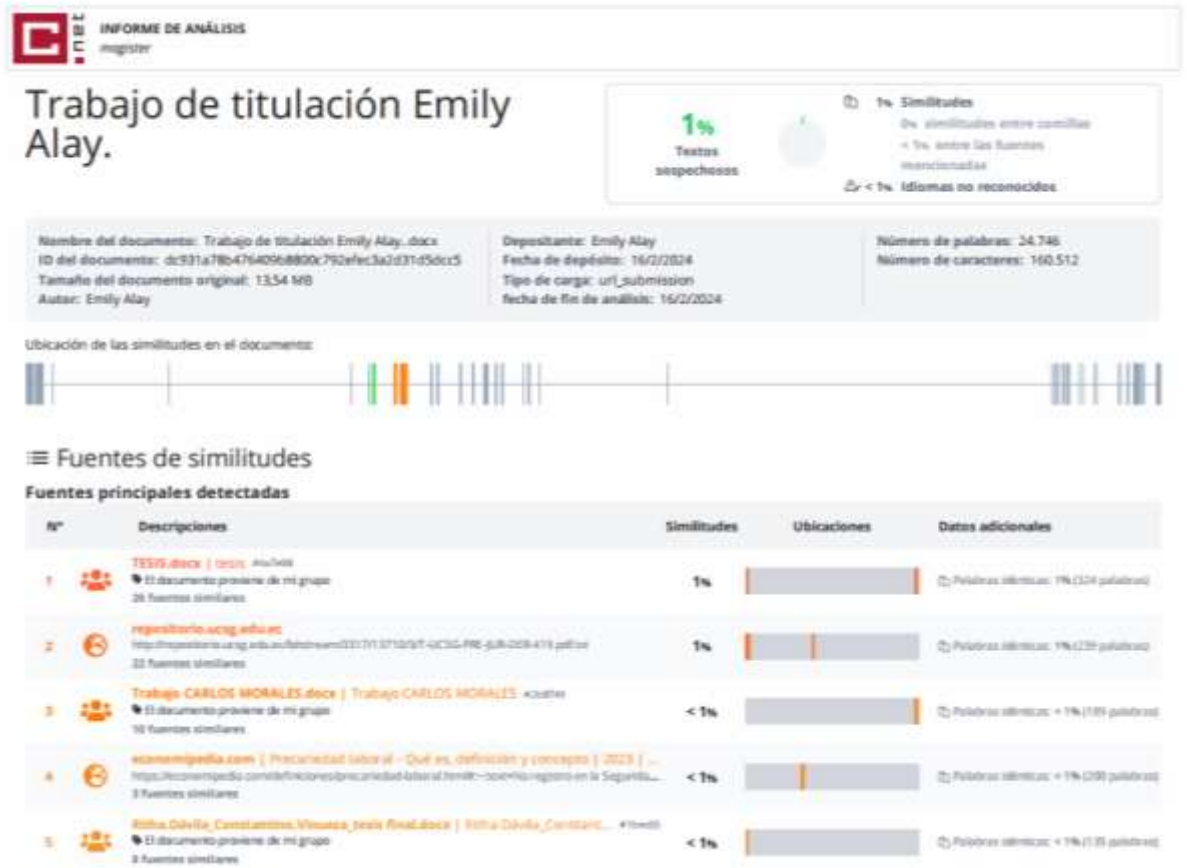 C
.net
INFORME DE ANÁLISIS
magister
Trabajo de titulación Emily
Alay.
1%
Textos
sospechosos
1% Similitudes
0% similitudes entre comillas
< 1% entre las fuentes
mencionadas
< 1% Idiomas no reconocidos
Nombre del documento: Trabajo de titulación Emily Alay..docx
ID del documento: dc931a78b476409b8800c792efec3a2d31d5dcc5
Tamaño del documento original: 13,54 MB
Autor: Emily Alay
Depositante: Emily Alay
Fecha de depósito: 16/2/2024
Tipo de carga: url_submission
fecha de fin de análisis: 16/2/2024
Número de palabras: 24.746
Número de caracteres: 160.512
Ubicación de las similitudes en el documento:
Fuentes de similitudes
Fuentes principales detectadas
N° Descripciones Similitudes Ubicaciones Datos adicionales
1 TESIS.docx | tesis
El documento proviene de mi grupo
26 fuentes similares
1%
Palabras idénticas: 1% (324 palabras)
2 repositorio.ucsg.edu.ec
22 fuentes similares
1%
Palabras idénticas: 1% (239 palabras)
3 Trabajo CARLOS MORALES.docx | Trabajo CARLOS MORALES
El documento proviene de mi grupo
10 fuentes similares
< 1%
Palabras idénticas: < 1% (189 palabras)
4 economipedia.com | Precariedad laboral - Qué es, definición y concepto | 2023 | ...
3 fuentes similares
< 1%
Palabras idénticas: < 1% (200 palabras)
5
El documento proviene de mi grupo
8 fuentes similares
< 1%
Palabras idénticas: < 1% (135 palabras)